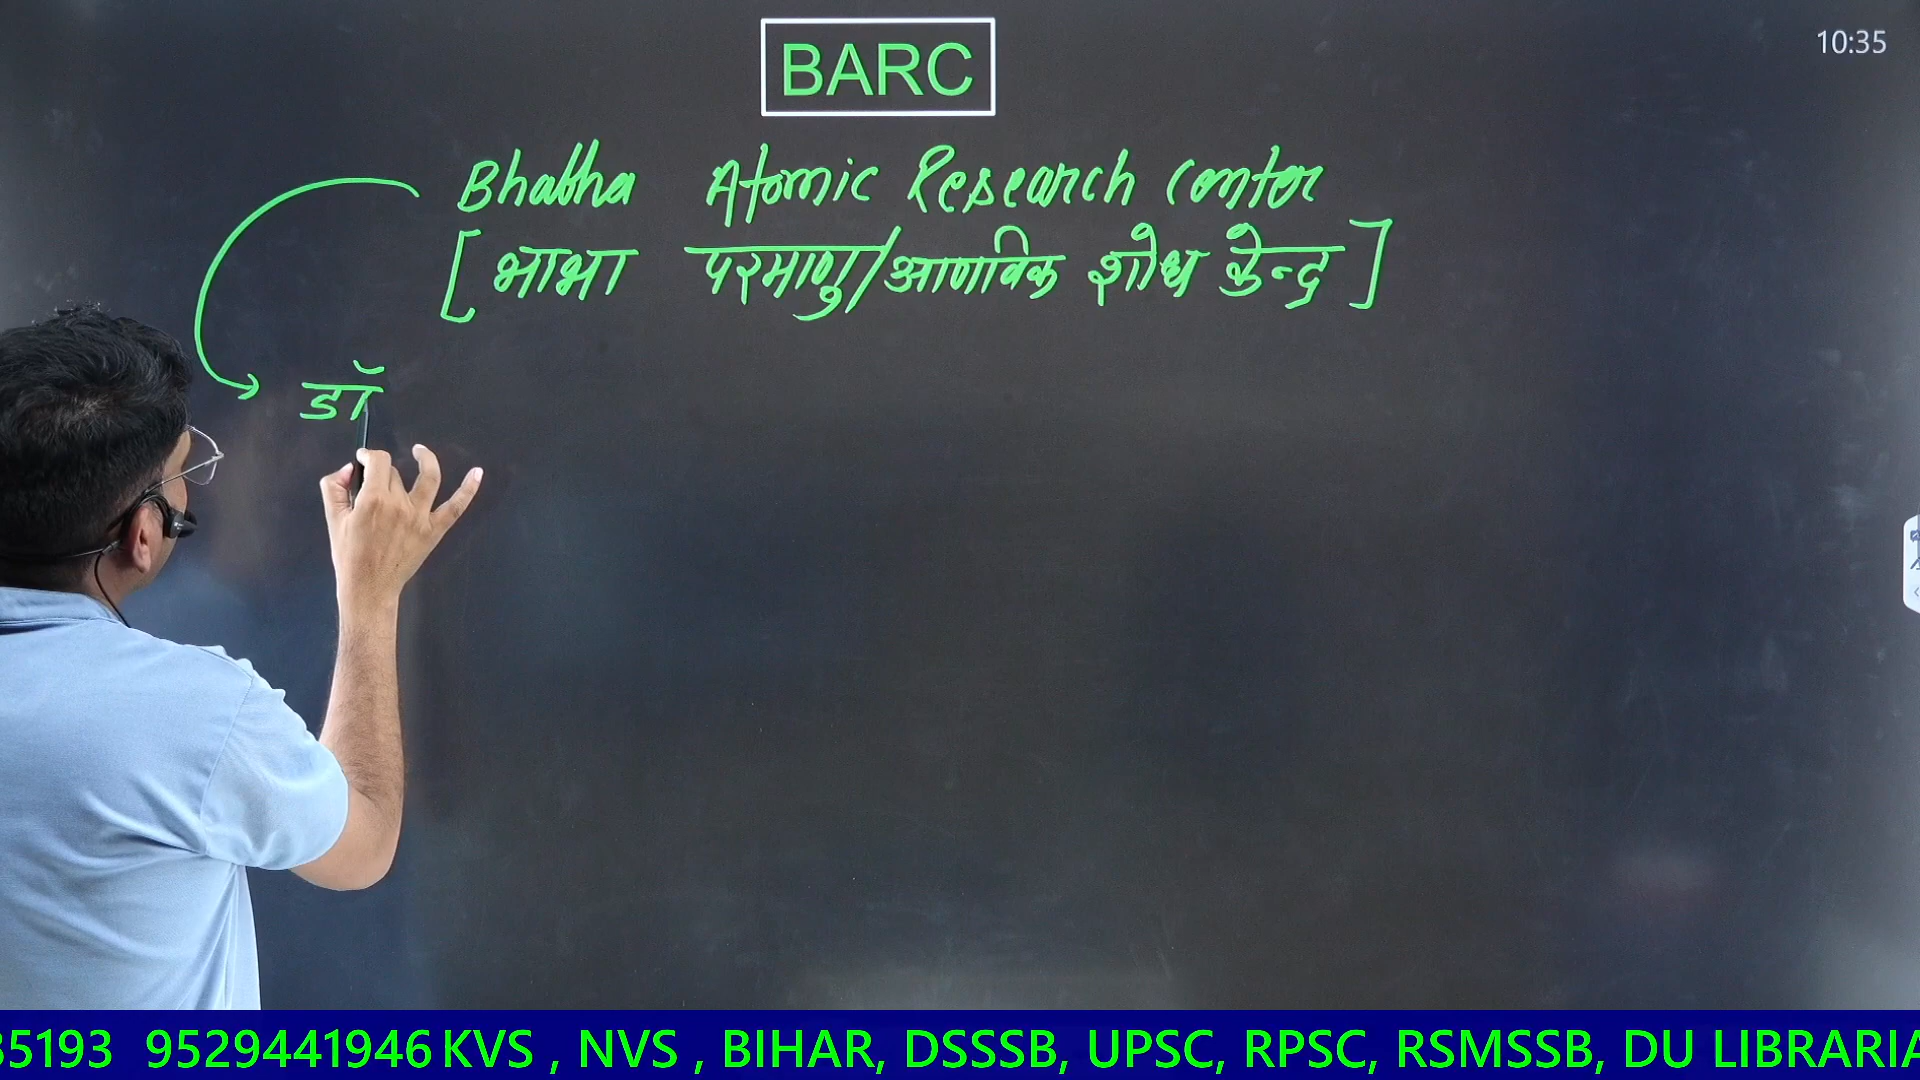 BARC
10:35
Bhabha Atomic Research Center
[भाभा परमाणु/आणविक शोध केन्द्र]
डॉ
35193 9529441946 KVS , NVS , BIHAR, DSSSB, UPSC, RPSC, RSMSSB, DU LIBRARIA